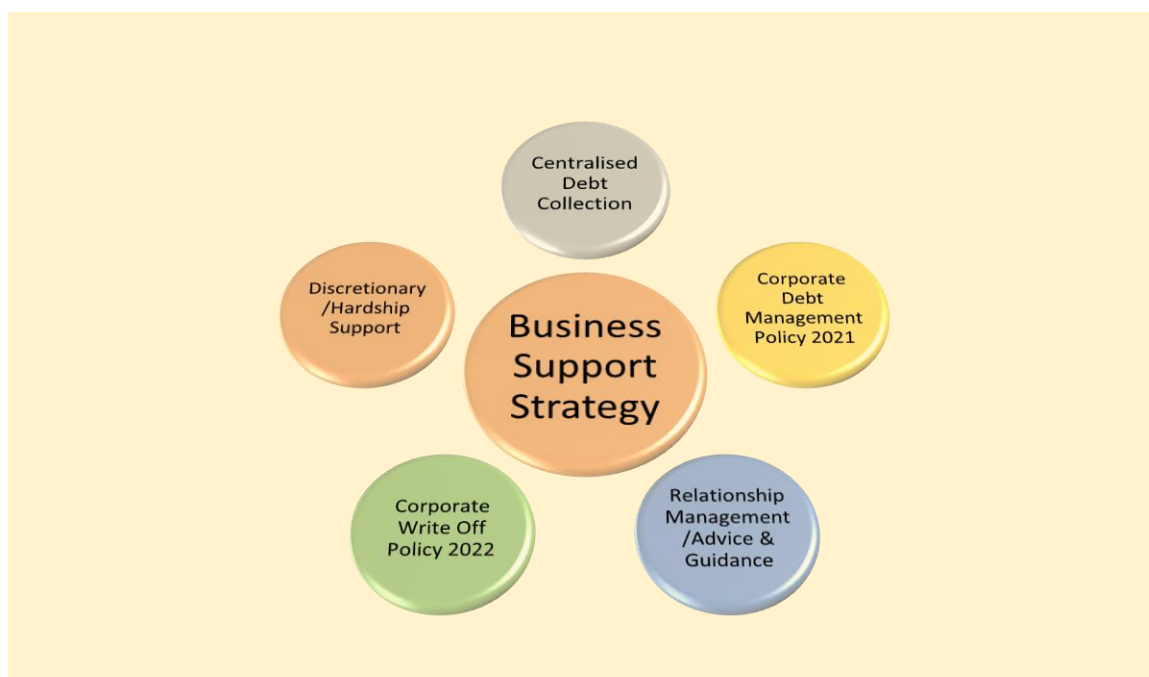 Centralised
Debt
Collection
Discretionary
/Hardship
Support
Corporate
Debt
Management
Policy 2021
Business
Support
Strategy
Corporate
Write Off
Policy 2022
Relationship
Management
/Advice &
Guidance